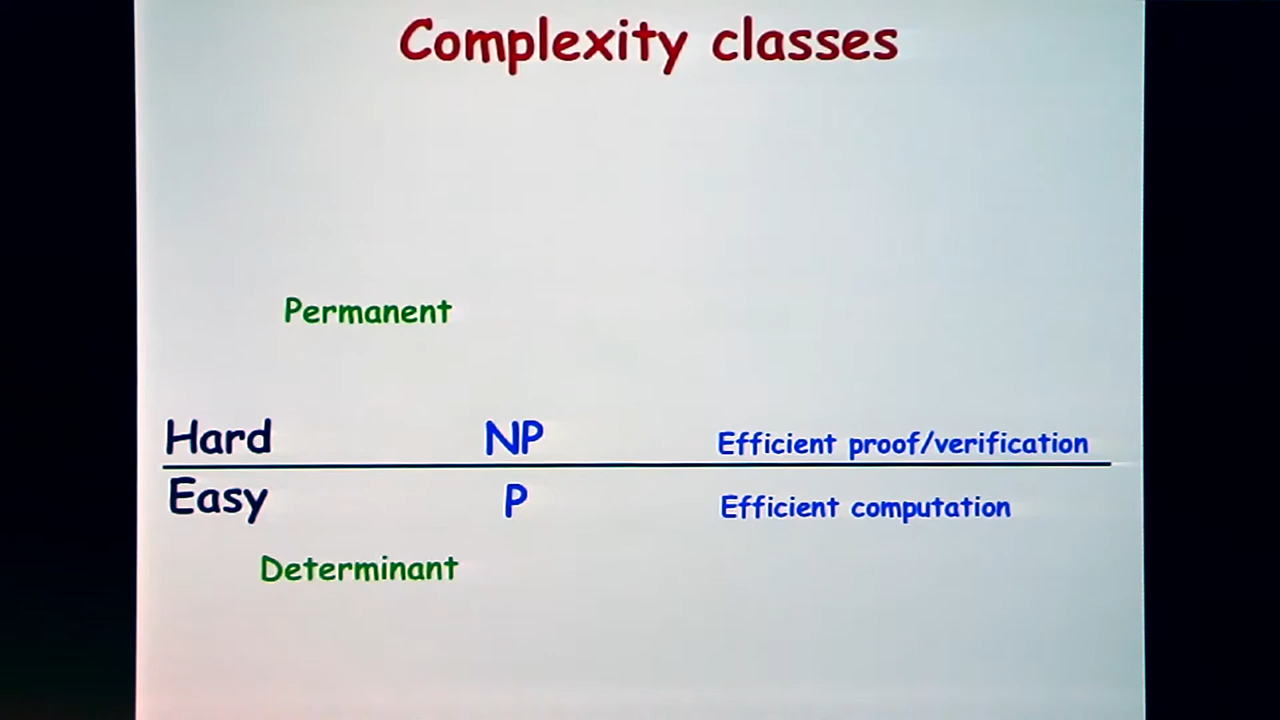 Complexity classes
Permanent
Hard NP Efficient proof/verification
Easy P Efficient computation
Determinant